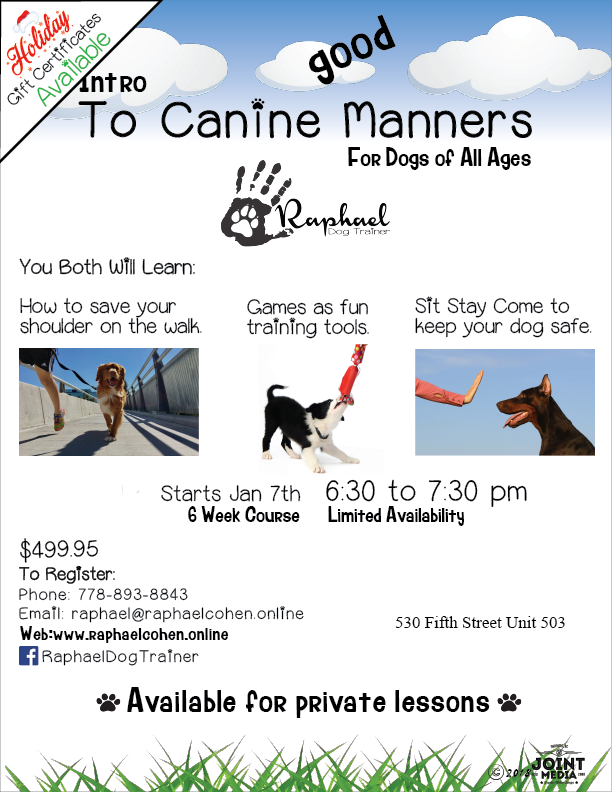 Holiday
Gift Certificates
Available
good
Intro
To Canine Manners
For Dogs of All Ages
Raphael
Dog Trainer
You Both Will Learn:
How to save your
shoulder on the walk.
Games as fun
training tools.
Sit Stay Come to
keep your dog safe.
Starts Jan 7th 6:30 to 7:30 pm
6 Week Course Limited Availability
$499.95
To Register:
Phone: 778-893-8843
Email: raphael@raphaelcohen.online
Web:www.raphaelcohen.online
RaphaelDogTrainer
530 Fifth Street Unit 503
Available for private lessons
JOINT
MEDIA